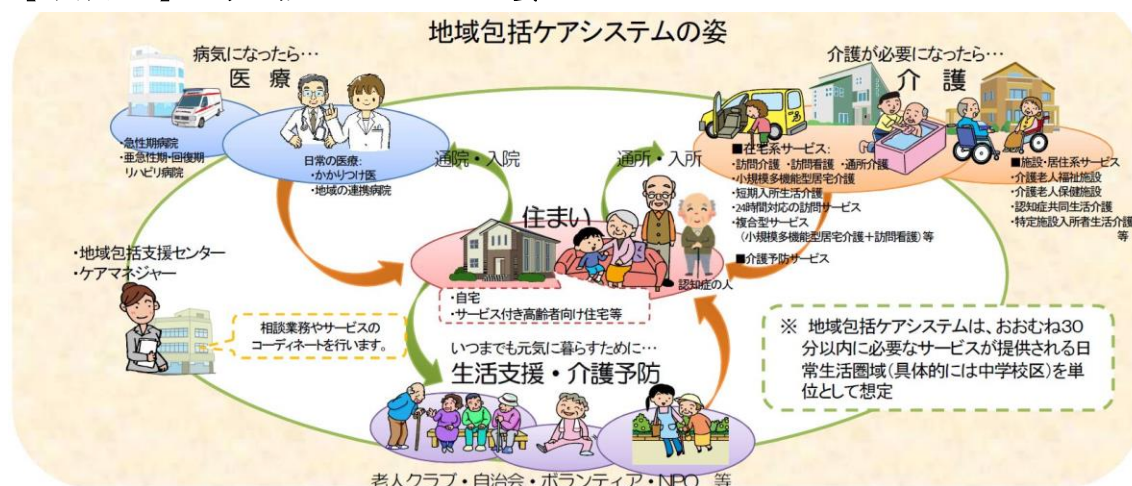 地域包括ケアシステムの姿
病気になったら…
医 療
・急性期病院
・亜急性期・回復期
リハビリ病院
日常の医療:
・かかりつけ医
・地域の連携病院
通院・入院
通所・入所
介護が必要になったら…
介 護
■在宅系サービス:
・訪問介護 ・訪問看護 ・通所介護
・小規模多機能型居宅介護
・短期入所生活介護
・24時間対応の訪問サービス
・複合型サービス
(小規模多機能型居宅介護+訪問看護)等
■介護予防サービス
■施設・居住系サービス
・介護老人福祉施設
・介護老人保健施設
・認知症共同生活介護
・特定施設入所者生活介護
等
住まい
認知症の人
・自宅
・サービス付き高齢者向け住宅等
・地域包括支援センター
・ケアマネジャー
相談業務やサービスの
コーディネートを行います。
いつまでも元気に暮らすために…
生活支援・介護予防
老人クラブ・自治会・ボランティア・NPO 等
※ 地域包括ケアシステムは、おおむね30
分以内に必要なサービスが提供される日
常生活圏域(具体的には中学校区)を単
位として想定